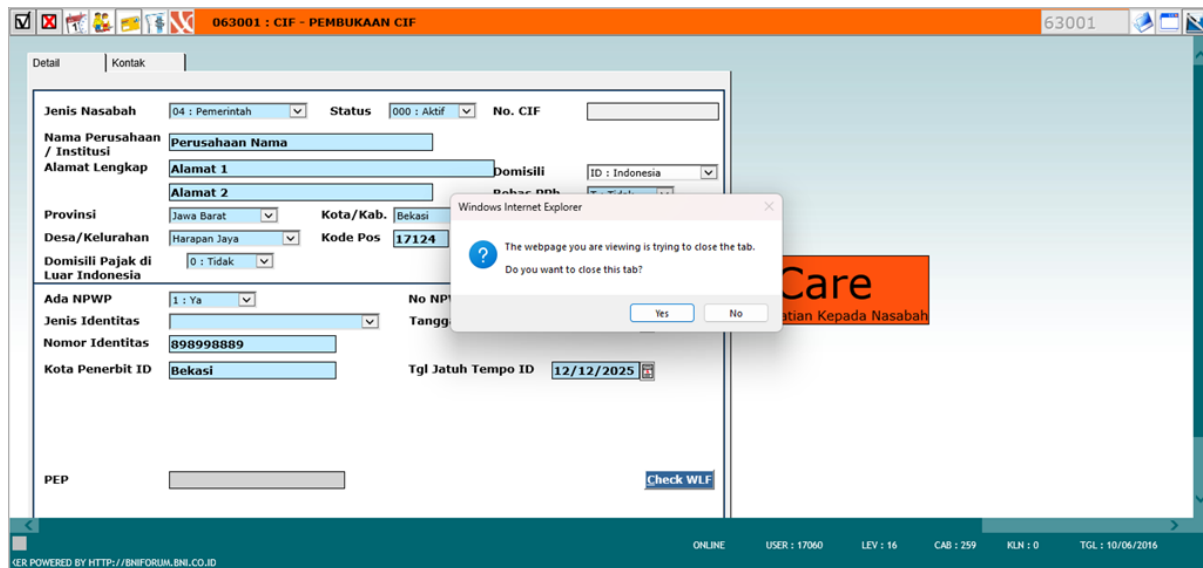 063001 : CIF - PEMBUKAAN CIF
63001
Detail
Kontak
Jenis Nasabah
04 : Pemerintah
Status
000 : Aktif
No. CIF
Nama Perusahaan
/ Institusi
Perusahaan Nama
Alamat Lengkap
Alamat 1
Domisili
ID : Indonesia
Alamat 2
Provinsi
Jawa Barat
Kota/Kab.
Bekasi
Desa/Kelurahan
Harapan Jaya
Kode Pos
17124
Domisili Pajak di
Luar Indonesia
0 : Tidak
Windows Internet Explorer
The webpage you are viewing is trying to close the tab.
Do you want to close this tab?
Yes
No
Care
Kepada Nasabah
Ada NPWP
1 : Ya
No
Jenis Identitas
Nomor Identitas
898998889
Kota Penerbit ID
Bekasi
Tgl Jatuh Tempo ID
12/12/2025
PEP
Check WLF
ONLINE
USER : 17060
LEV : 16
CAB : 259
KLN : 0
TGL : 10/06/2016
POWERED BY HTTP://BNIFORUM.BNI.CO.ID